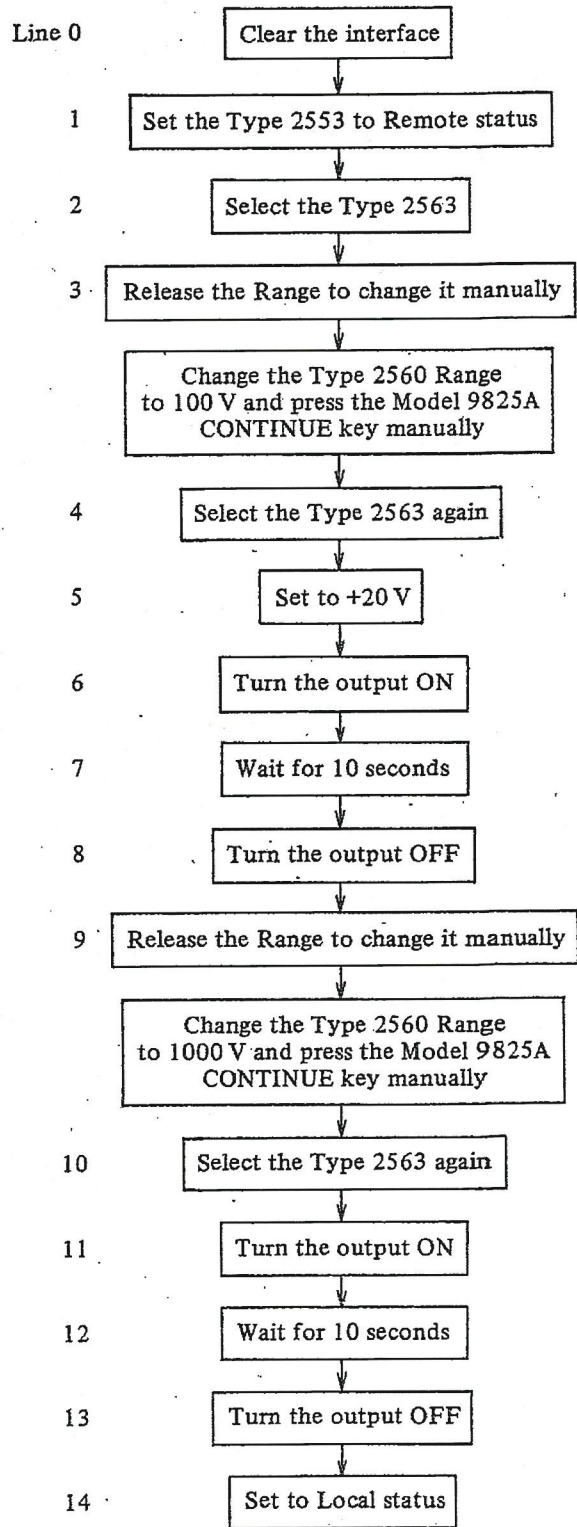 Line 0 Clear the interface
1 Set the Type 2553 to Remote status
2 Select the Type 2563
3 Release the Range to change it manually
Change the Type 2560 Range
to 100 V and press the Model 9825A
CONTINUE key manually
4 Select the Type 2563 again
5 Set to +20 V
6 Turn the output ON
7 Wait for 10 seconds
8 Turn the output OFF
9 Release the Range to change it manually
Change the Type 2560 Range
to 1000 V and press the Model 9825A
CONTINUE key manually
10 Select the Type 2563 again
11 Turn the output ON
12 Wait for 10 seconds
13 Turn the output OFF
14 Set to Local status